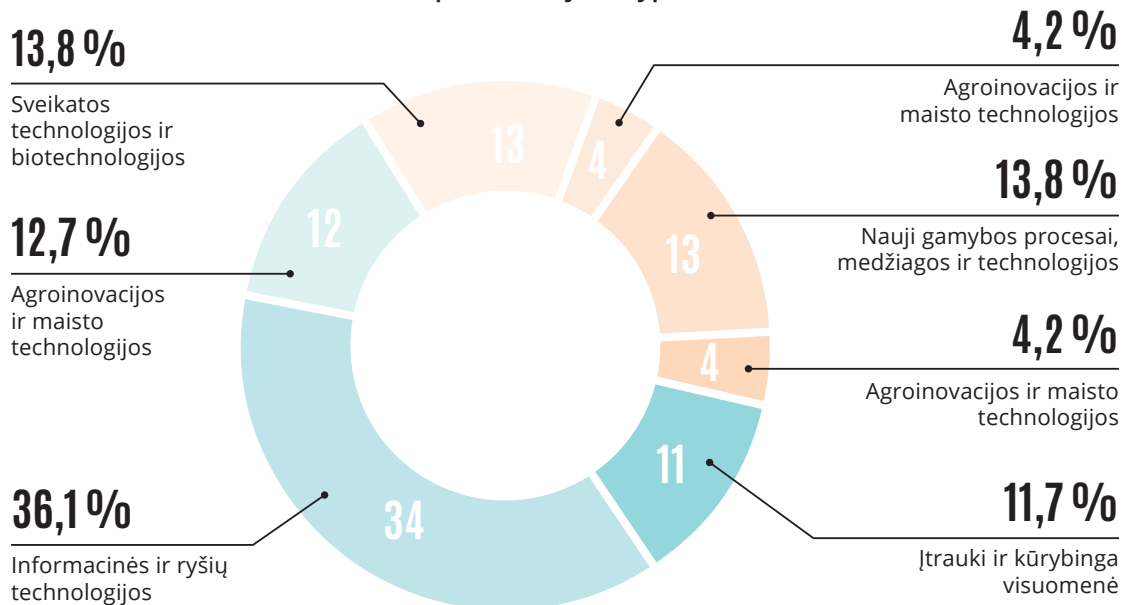 13,8 %
Sveikatos
technologijos ir
biotechnologijos
12,7 %
Agroinovacijos
ir maisto
technologijos
36,1 %
Informacinės ir ryšių
technologijos
13
4
12
13
4
11
34
4,2 %
Agroinovacijos ir
maisto technologijos
13,8 %
Nauji gamybos procesai,
medžiagos ir technologijos
4,2 %
Agroinovacijos ir maisto
technologijos
11,7 %
Įtrauki ir kūrybinga
visuomenė